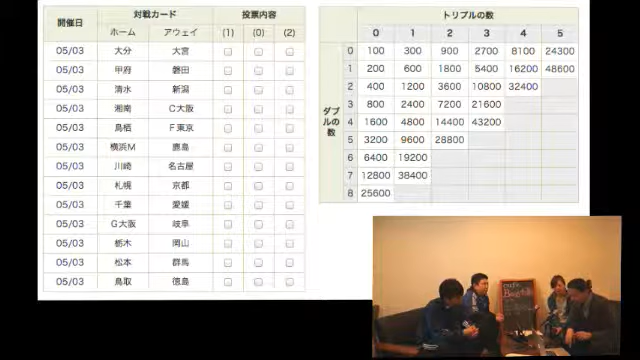 開催日 対戦カード 投票内容
ホーム アウェイ (1) (0) (2)
05/03 大分 大宮
05/03 甲府 磐田
05/03 清水 新潟
05/03 湘南 C大阪
05/03 鳥栖 F東京
05/03 横浜M 鹿島
05/03 川崎 名古屋
05/03 札幌 京都
05/03 千葉 愛媛
05/03 G大阪 岐阜
05/03 栃木 岡山
05/03 松本 群馬
05/03 鳥取 徳島
トリプルの数
0 1 2 3 4 5
ダブルの数
0 100 300 900 2700 8100 24300
1 200 600 1800 5400 16200 48600
2 400 1200 3600 10800 32400
3 800 2400 7200 21600
4 1600 4800 14400 43200
5 3200 9600 28800
6 6400 19200
7 12800 38400
8 25600